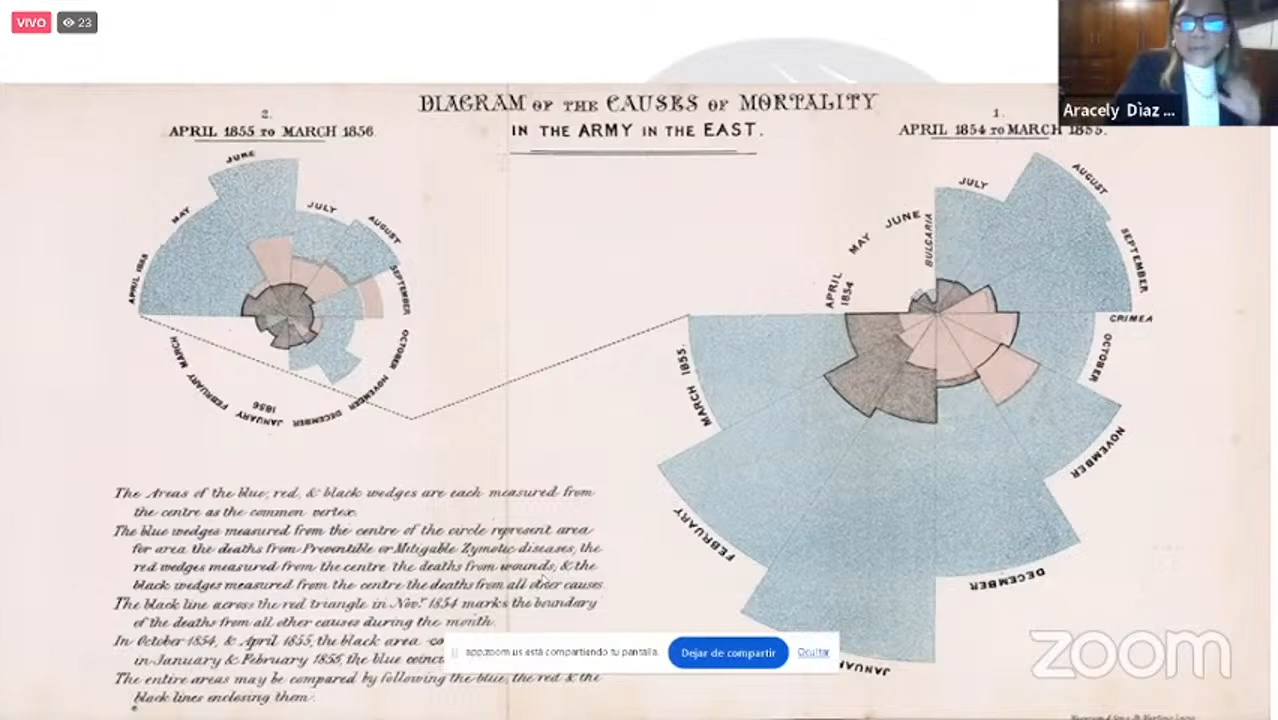 VIVO 23
Aracely Dìaz ...
DIAGRAM OF THE CAUSES OF MORTALITY
IN THE ARMY IN THE EAST.
2.
APRIL 1855 TO MARCH 1856.
1.
APRIL 1854 TO MARCH 1855.
JUNE
JULY
MAY
AUGUST
APRIL 1855
SEPTEMBER
OCTOBER
NOVEMBER
DECEMBER
JANUARY
1856
FEBRUARY
MARCH
JULY
AUGUST
JUNE
BULGARIA
MAY
SEPTEMBER
APRIL
1854
CRIMEA
OCTOBER
MARCH 1855.
NOVEMBER
FEBRUARY
DECEMBER
JANUARY
The Areas of the blue, red, & black wedges are each measured from
the centre as the common vertex.
The blue wedges measured from the centre of the circle represent area
for area the deaths from Preventible or Mitigable Zymotic diseases, the
red wedges measured from the centre the deaths from wounds, & the
black wedges measured from the centre the deaths from all other causes
The black line across the red triangle in Nov.r 1854 marks the boundary
of the deaths from all other causes during the month.
In October 1854, & April 1855, the black area co
in January & February 1855, the blue coinc
The entire areas may be compared by following the blue, the red & the
black lines enclosing them.
app.zoom.us está compartiendo tu pantalla.
Dejar de compartir
Ocultar
zoom